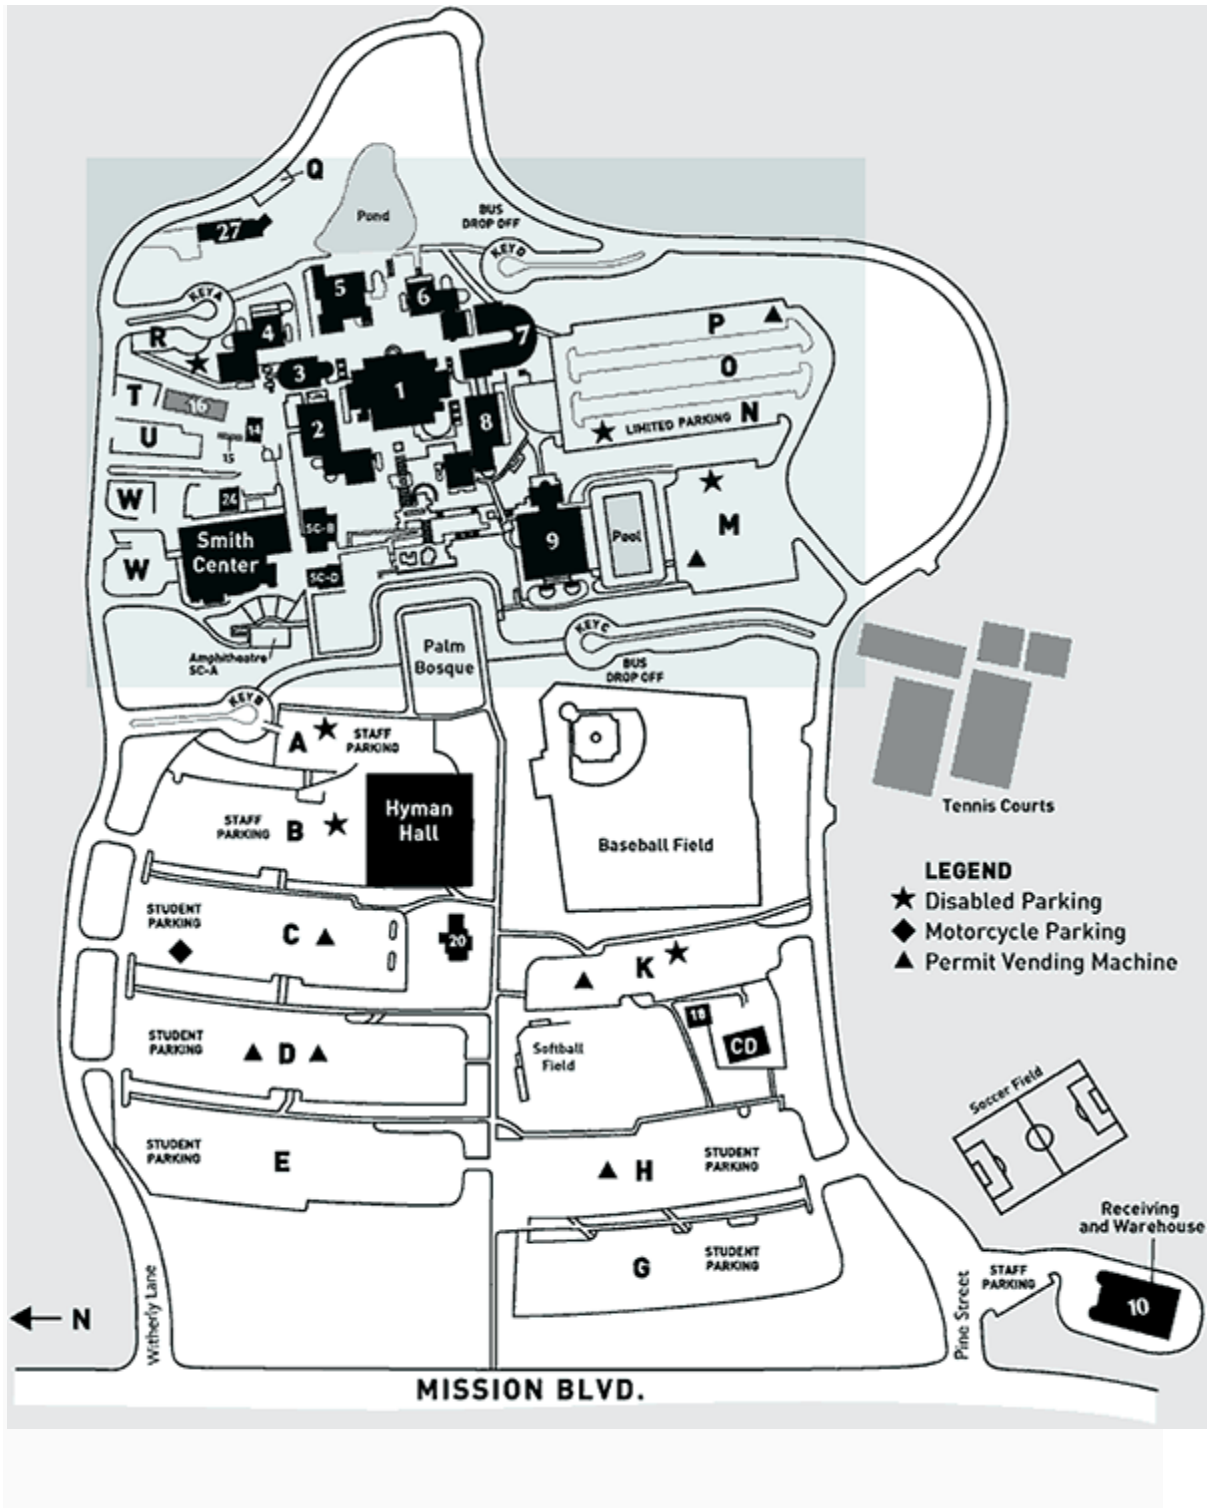 Q
Pond
BUS
DROP OFF
27
KEY D
KEY A
5
6
R
4
7
P
3
1
O
T
16
2
8
N
LIMITED PARKING
U
14
15
W
24
M
Smith
Center
SC-B
9
Pool
W
SC-D
KEY C
Palm
Bosque
Amphitheatre
SC-A
BUS
DROP OFF
KEY B
A
STAFF
PARKING
Hyman
Hall
STAFF
PARKING
B
Tennis Courts
Baseball Field
LEGEND
Disabled Parking
Motorcycle Parking
Permit Vending Machine
STUDENT
PARKING
C
20
K
18
CD
STUDENT
PARKING
D
Softball
Field
Soccer Field
STUDENT
PARKING
E
H
STUDENT
PARKING
Receiving
and Warehouse
G
STUDENT
PARKING
STAFF
PARKING
10
N
Witherly Lane
Pine Street
MISSION BLVD.